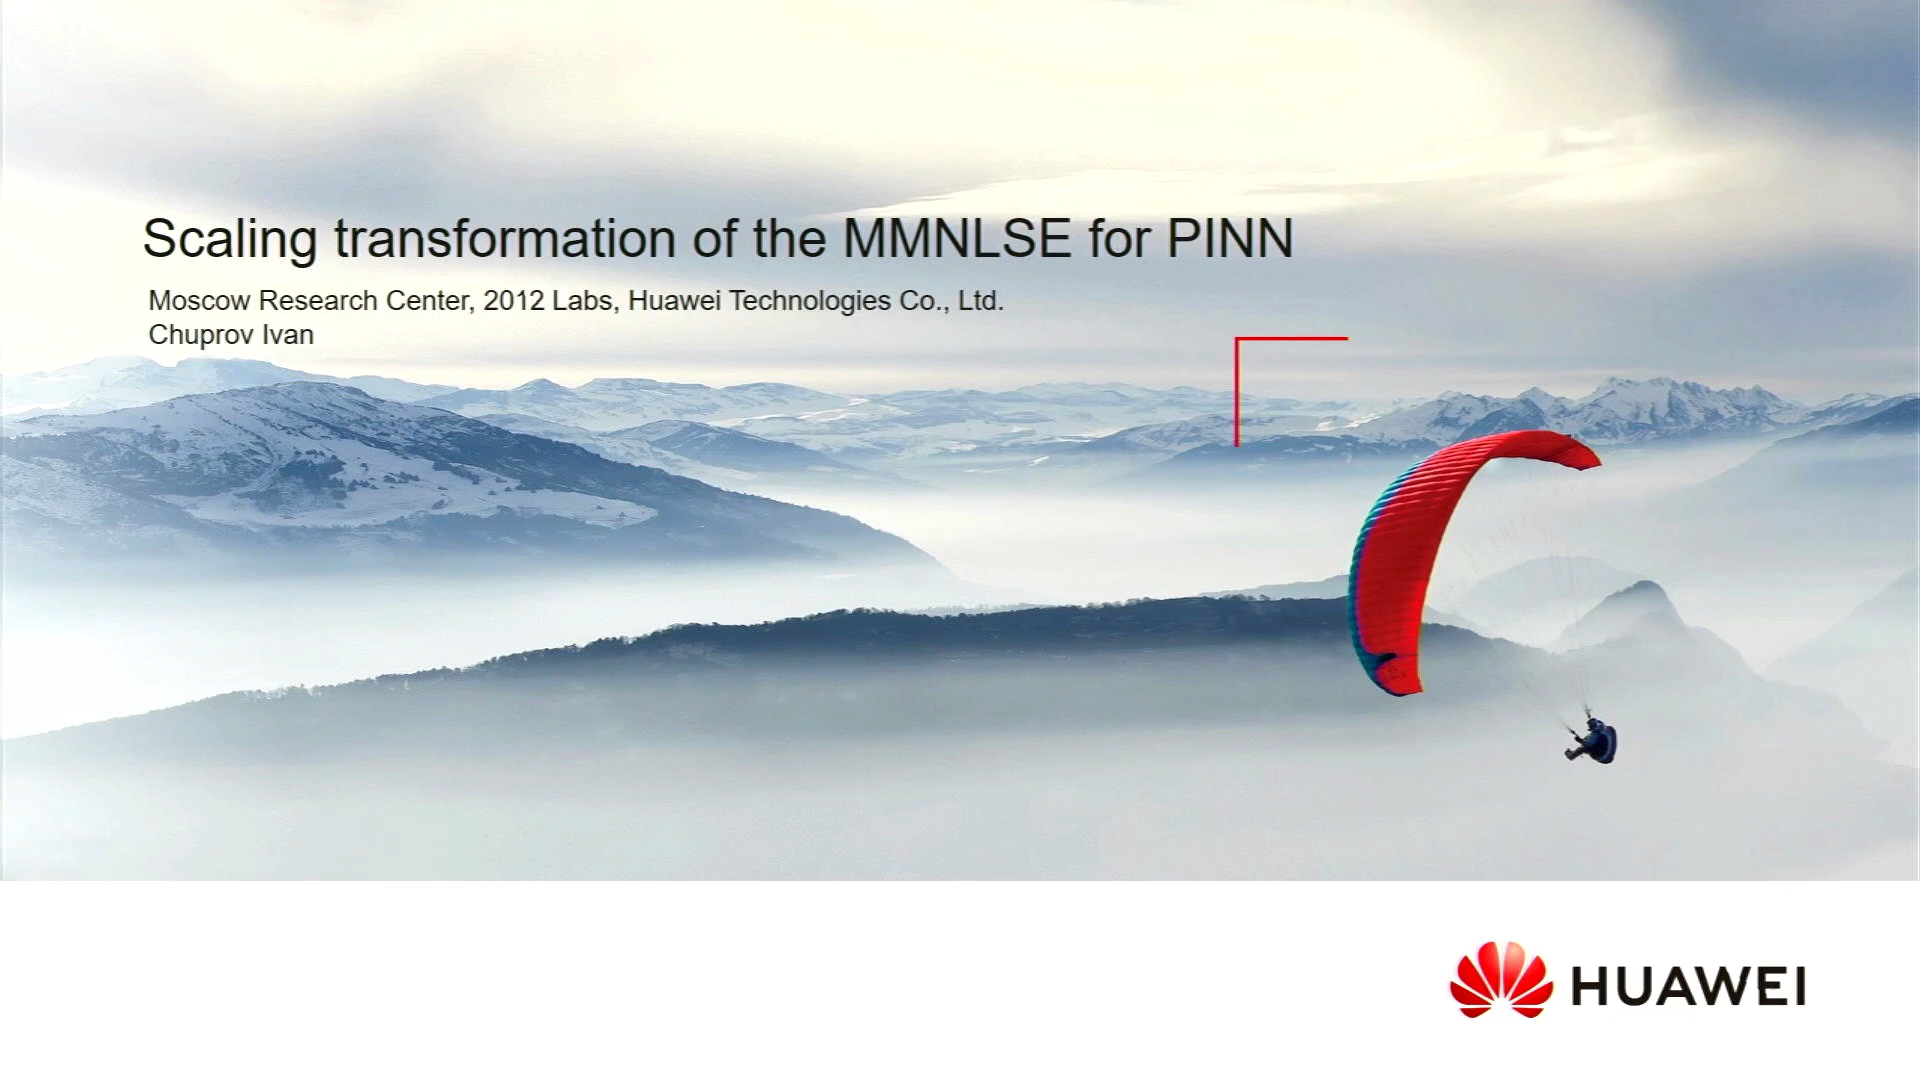 Scaling transformation of the MMNLSE for PINN
Moscow Research Center, 2012 Labs, Huawei Technologies Co., Ltd.
Chuprov Ivan
HUAWEI